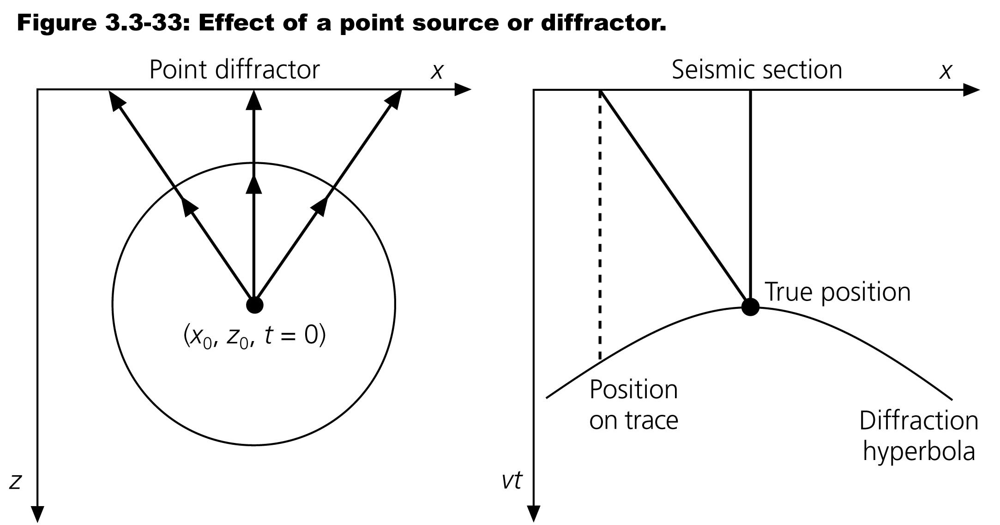 Figure 3.3-33: Effect of a point source or diffractor.
Point diffractor
x
(x₀, z₀, t = 0)
z
Seismic section
x
True position
Position
on trace
Diffraction
hyperbola
vt